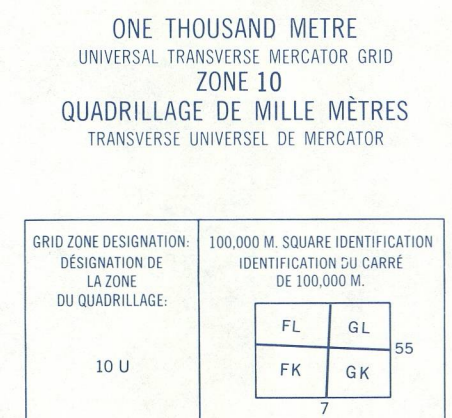 ONE THOUSAND METRE
UNIVERSAL TRANSVERSE MERCATOR GRID
ZONE 10
QUADRILLAGE DE MILLE MÈTRES
TRANSVERSE UNIVERSEL DE MERCATOR
GRID ZONE DESIGNATION:
DÉSIGNATION DE
LA ZONE
DU QUADRILLAGE:
10 U
100,000 M. SQUARE IDENTIFICATION
IDENTIFICATION DU CARRÉ
DE 100,000 M.
FL GL
55
FK GK
7